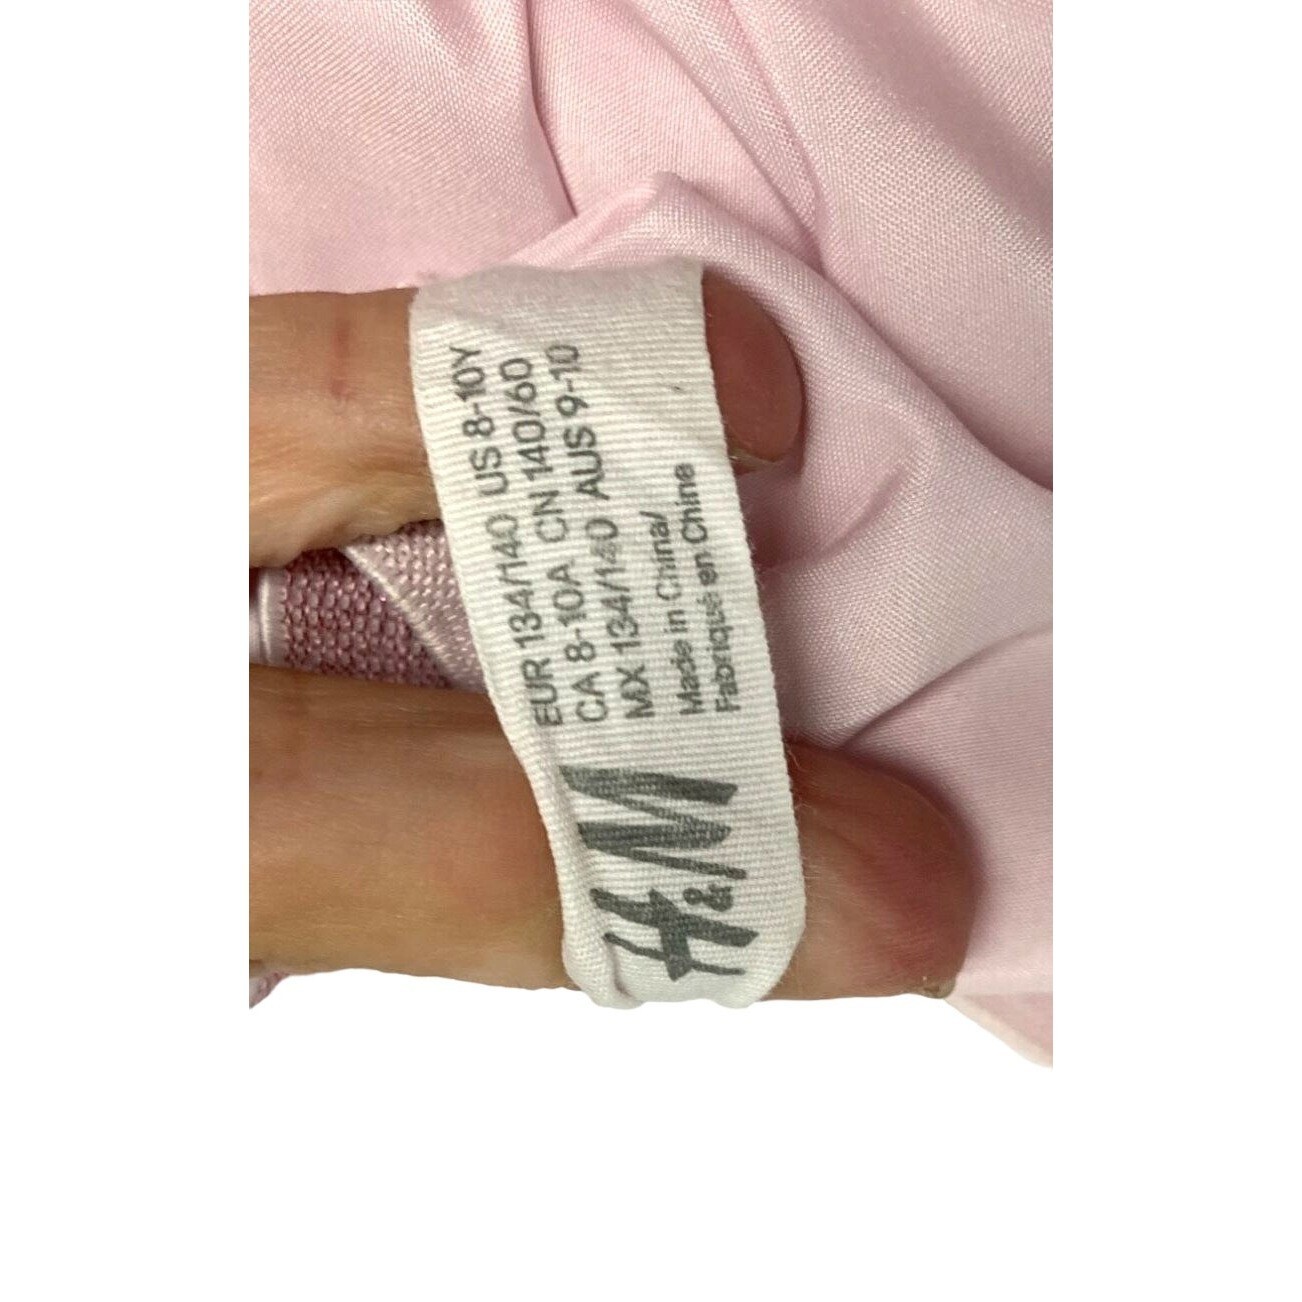 EUR 134/140 US 8-10Y
CA 8-10A CN 140/60
MX 134/140 AUS 9-10
Made in China/
Fabriqué en Chine
H&M